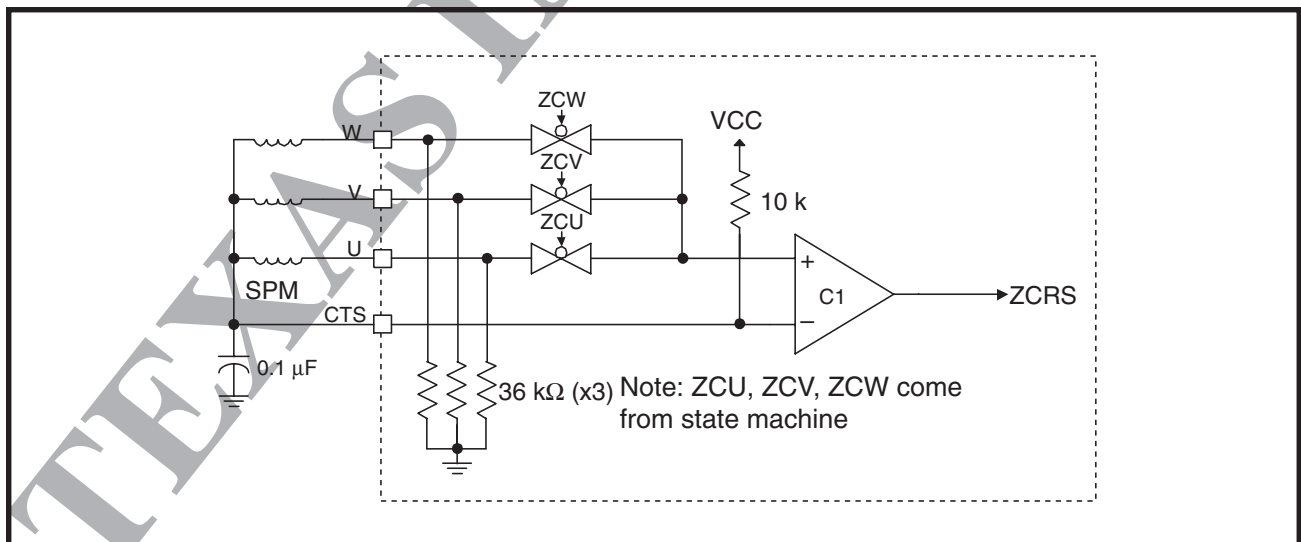 TEXAS I
ZCW
W
VCC
ZCV
V
10 k
ZCU
U
+
C1
ZCRS
SPM
CTS
−
0.1 μF
36 kΩ (x3)
Note: ZCU, ZCV, ZCW come
from state machine